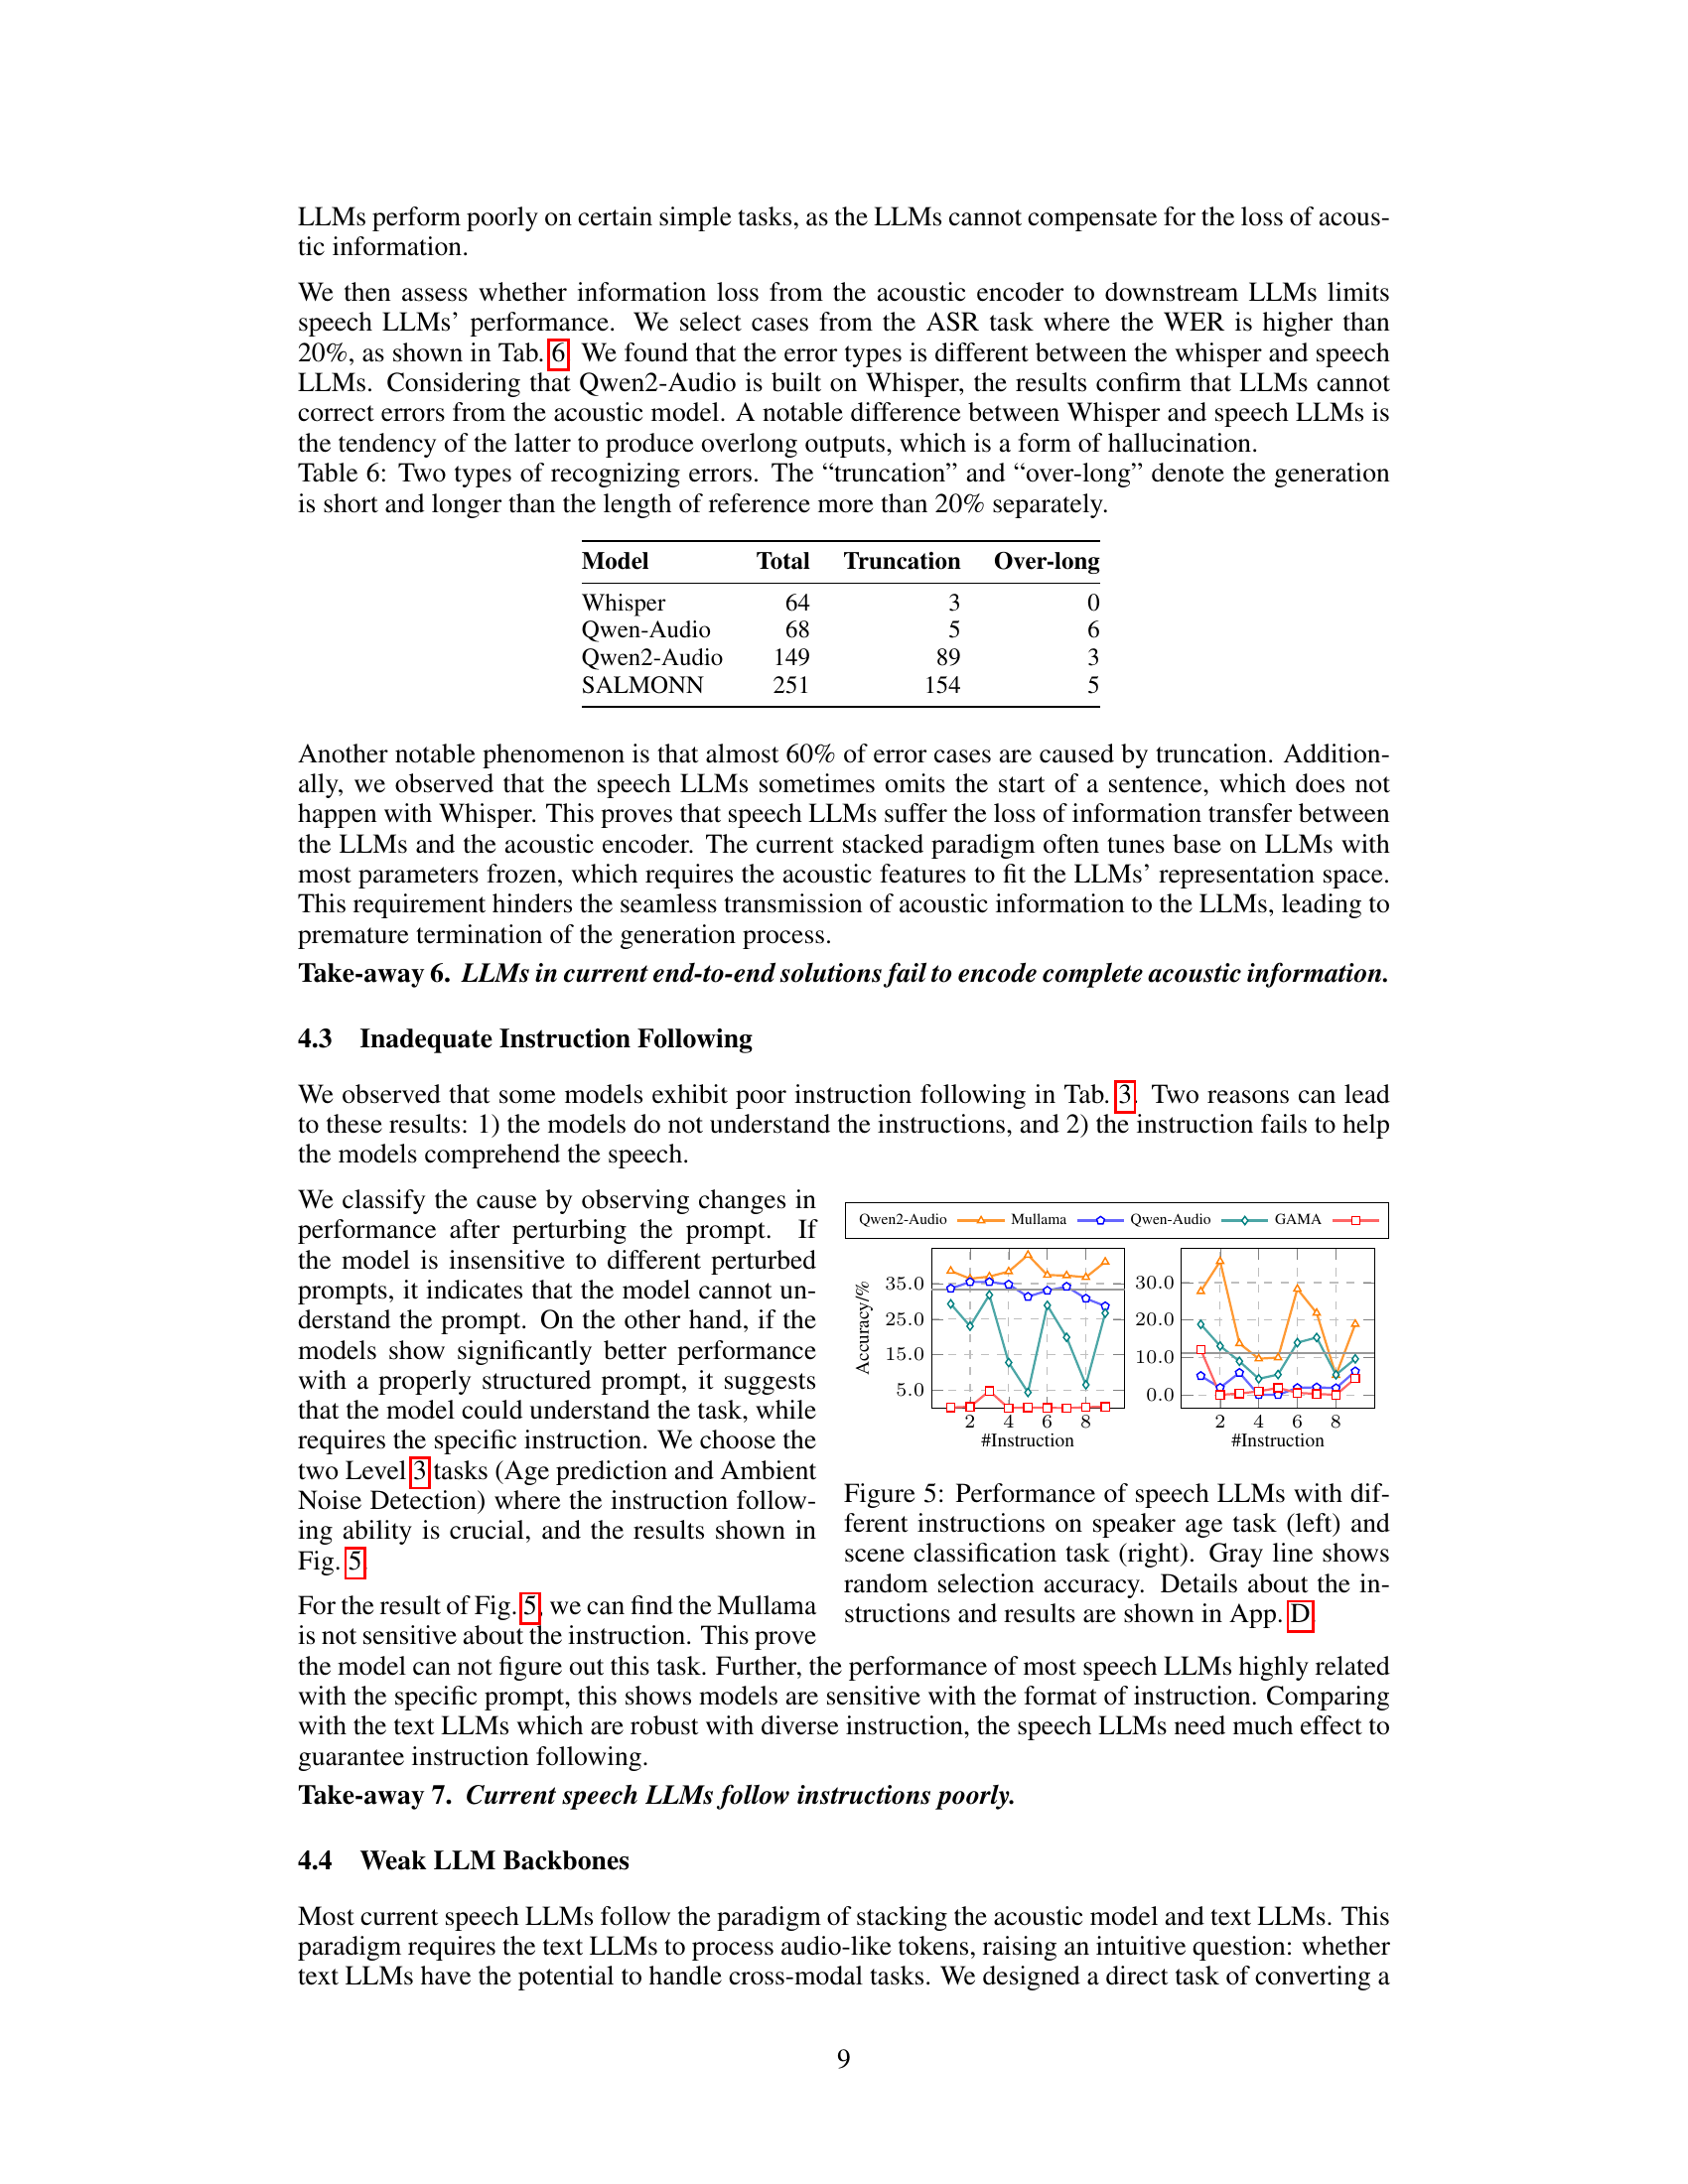 LLMs perform poorly on certain simple tasks, as the LLMs cannot compensate for the loss of acous-
tic information.
We then assess whether information loss from the acoustic encoder to downstream LLMs limits
speech LLMs' performance. We select cases from the ASR task where the WER is higher than
20%, as shown in Tab. 6. We found that the error types is different between the whisper and speech
LLMs. Considering that Qwen2-Audio is built on Whisper, the results confirm that LLMs cannot
correct errors from the acoustic model. A notable difference between Whisper and speech LLMs is
the tendency of the latter to produce overlong outputs, which is a form of hallucination.
Table 6: Two types of recognizing errors. The “truncation” and “over-long” denote the generation
is short and longer than the length of reference more than 20% separately.
Model Total Truncation Over-long
Whisper 64 3 0
Qwen-Audio 68 5 6
Qwen2-Audio 149 89 3
SALMONN 251 154 5
Another notable phenomenon is that almost 60% of error cases are caused by truncation. Addition-
ally, we observed that the speech LLMs sometimes omits the start of a sentence, which does not
happen with Whisper. This proves that speech LLMs suffer the loss of information transfer between
the LLMs and the acoustic encoder. The current stacked paradigm often tunes base on LLMs with
most parameters frozen, which requires the acoustic features to fit the LLMs' representation space.
This requirement hinders the seamless transmission of acoustic information to the LLMs, leading to
premature termination of the generation process.
Take-away 6. LLMs in current end-to-end solutions fail to encode complete acoustic information.
4.3 Inadequate Instruction Following
We observed that some models exhibit poor instruction following in Tab. 3. Two reasons can lead
to these results: 1) the models do not understand the instructions, and 2) the instruction fails to help
the models comprehend the speech.
We classify the cause by observing changes in
performance after perturbing the prompt. If
the model is insensitive to different perturbed
prompts, it indicates that the model cannot un-
derstand the prompt. On the other hand, if the
models show significantly better performance
with a properly structured prompt, it suggests
that the model could understand the task, while
requires the specific instruction. We choose the
two Level 3 tasks (Age prediction and Ambient
Noise Detection) where the instruction follow-
ing ability is crucial, and the results shown in
Fig. 5.
Qwen2-Audio Mullama Qwen-Audio GAMA
Accuracy/%
35.0
25.0
15.0
5.0
2 4 6 8
#Instruction
30.0
20.0
10.0
0.0
2 4 6 8
#Instruction
Figure 5: Performance of speech LLMs with dif-
ferent instructions on speaker age task (left) and
scene classification task (right). Gray line shows
random selection accuracy. Details about the in-
structions and results are shown in App. D
For the result of Fig. 5, we can find the Mullama
is not sensitive about the instruction. This prove
the model can not figure out this task. Further, the performance of most speech LLMs highly related
with the specific prompt, this shows models are sensitive with the format of instruction. Comparing
with the text LLMs which are robust with diverse instruction, the speech LLMs need much effect to
guarantee instruction following.
Take-away 7. Current speech LLMs follow instructions poorly.
4.4 Weak LLM Backbones
Most current speech LLMs follow the paradigm of stacking the acoustic model and text LLMs. This
paradigm requires the text LLMs to process audio-like tokens, raising an intuitive question: whether
text LLMs have the potential to handle cross-modal tasks. We designed a direct task of converting a
9